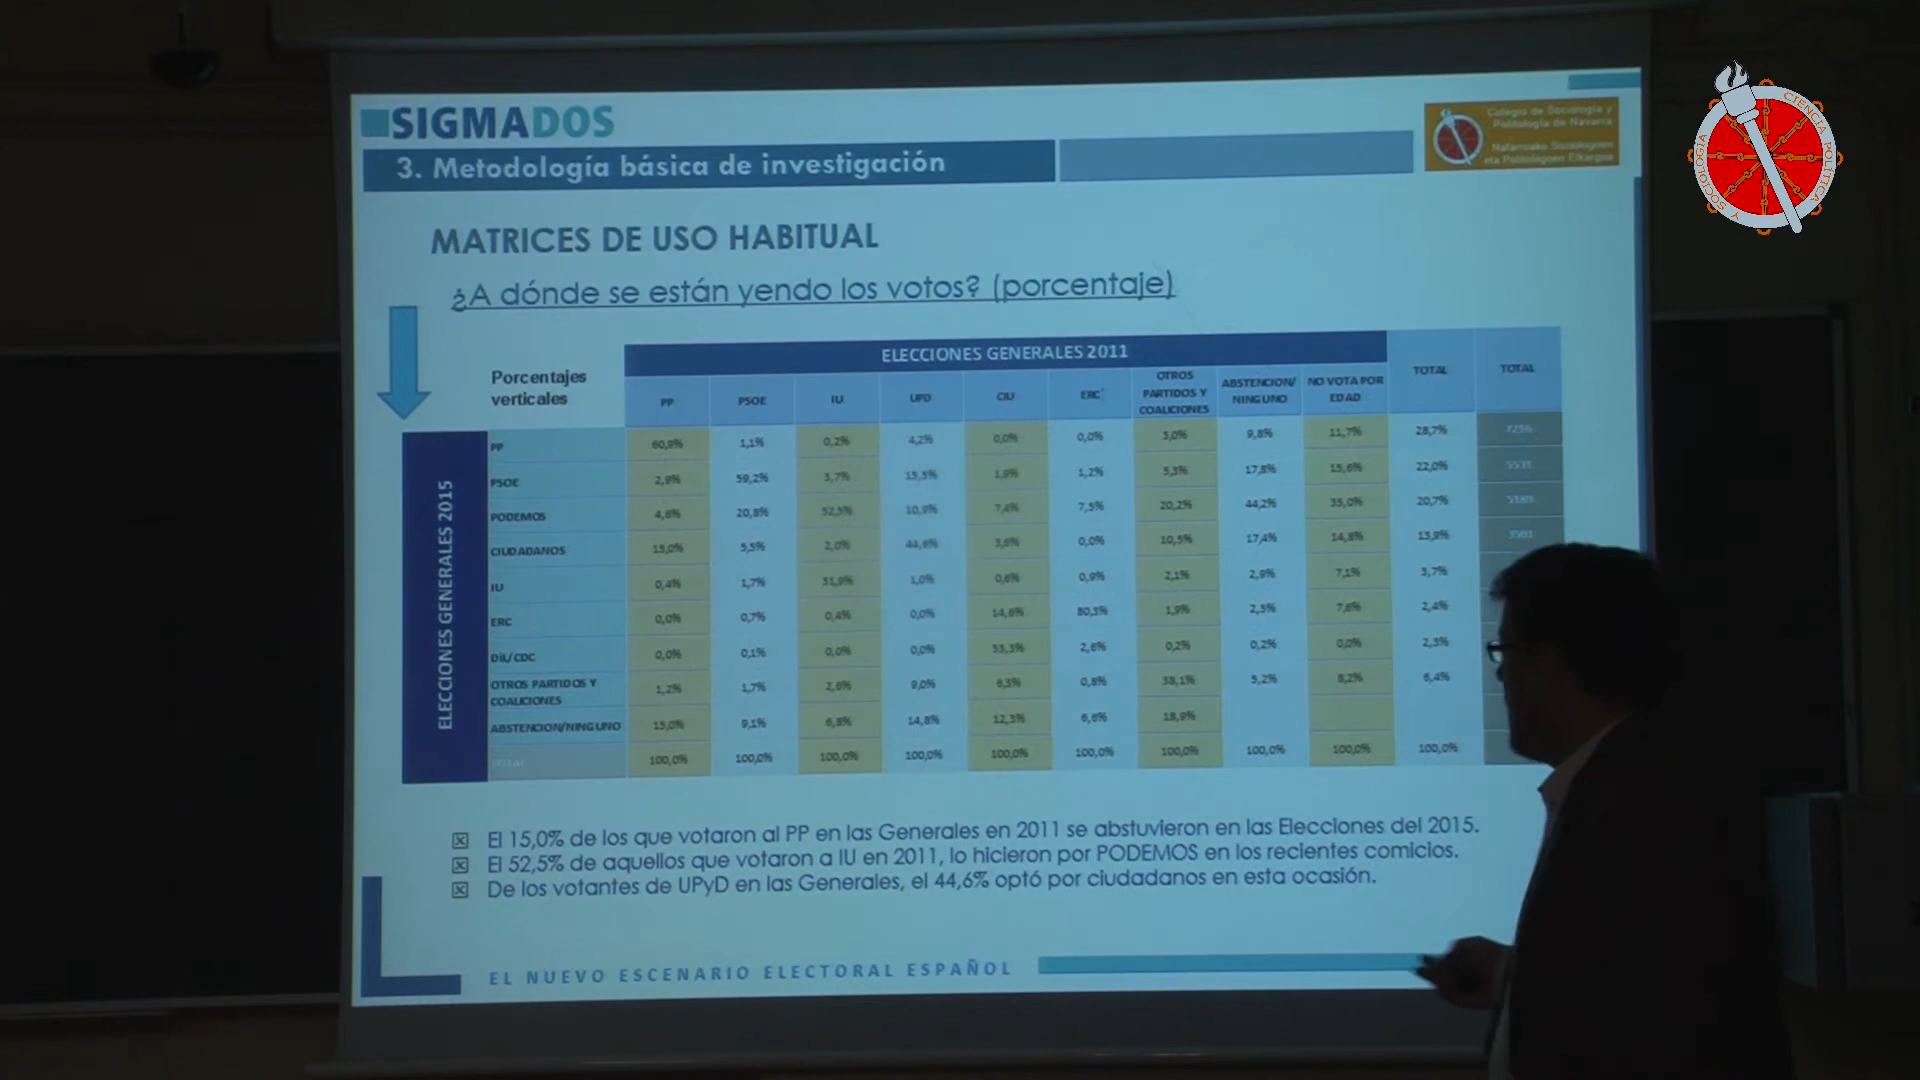 SIGMADOS
Colegio de Sociología y
Politología de Navarra
Nafarroako Soziologoen
eta Politologoen Elkargoa
CIENCIA POLÍTICA
Y SOCIOLOGÍA
3. Metodología básica de investigación
MATRICES DE USO HABITUAL
¿A dónde se están yendo los votos? (porcentaje)
Porcentajes
verticales
ELECCIONES GENERALES 2011
PP PSOE IU UPD CIU ERC OTROS PARTIDOS Y COALICIONES ABSTENCION/ NINGUNO NO VOTA POR EDAD TOTAL TOTAL
ELECCIONES GENERALES 2015
PP 60,9% 1,1% 0,2% 4,2% 0,0% 0,0% 3,0% 9,8% 11,7% 28,7%
PSOE 2,9% 59,2% 3,7% 15,5% 1,9% 1,2% 5,3% 17,8% 15,6% 22,0%
PODEMOS 4,6% 20,8% 52,5% 10,9% 7,4% 7,5% 20,2% 44,2% 35,0% 20,7%
CIUDADANOS 15,0% 5,5% 2,0% 44,6% 3,6% 0,0% 10,5% 17,4% 14,8% 13,9%
IU 0,4% 1,7% 31,9% 1,0% 0,6% 0,9% 2,1% 2,9% 7,1% 3,7%
ERC 0,0% 0,7% 0,4% 0,0% 14,6% 80,3% 1,9% 2,5% 7,6% 2,4%
DiL/CDC 0,0% 0,1% 0,0% 0,0% 53,3% 2,6% 0,2% 0,2% 0,0% 2,3%
OTROS PARTIDOS Y COALICIONES 1,2% 1,7% 2,6% 9,0% 6,3% 0,8% 38,1% 5,2% 8,2% 6,4%
ABSTENCION/NINGUNO 15,0% 9,1% 6,8% 14,8% 12,3% 6,6% 18,9%
TOTAL 100,0% 100,0% 100,0% 100,0% 100,0% 100,0% 100,0% 100,0% 100,0% 100,0%
El 15,0% de los que votaron al PP en las Generales en 2011 se abstuvieron en las Elecciones del 2015.
El 52,5% de aquellos que votaron a IU en 2011, lo hicieron por PODEMOS en los recientes comicios.
De los votantes de UPyD en las Generales, el 44,6% optó por ciudadanos en esta ocasión.
EL NUEVO ESCENARIO ELECTORAL ESPAÑOL